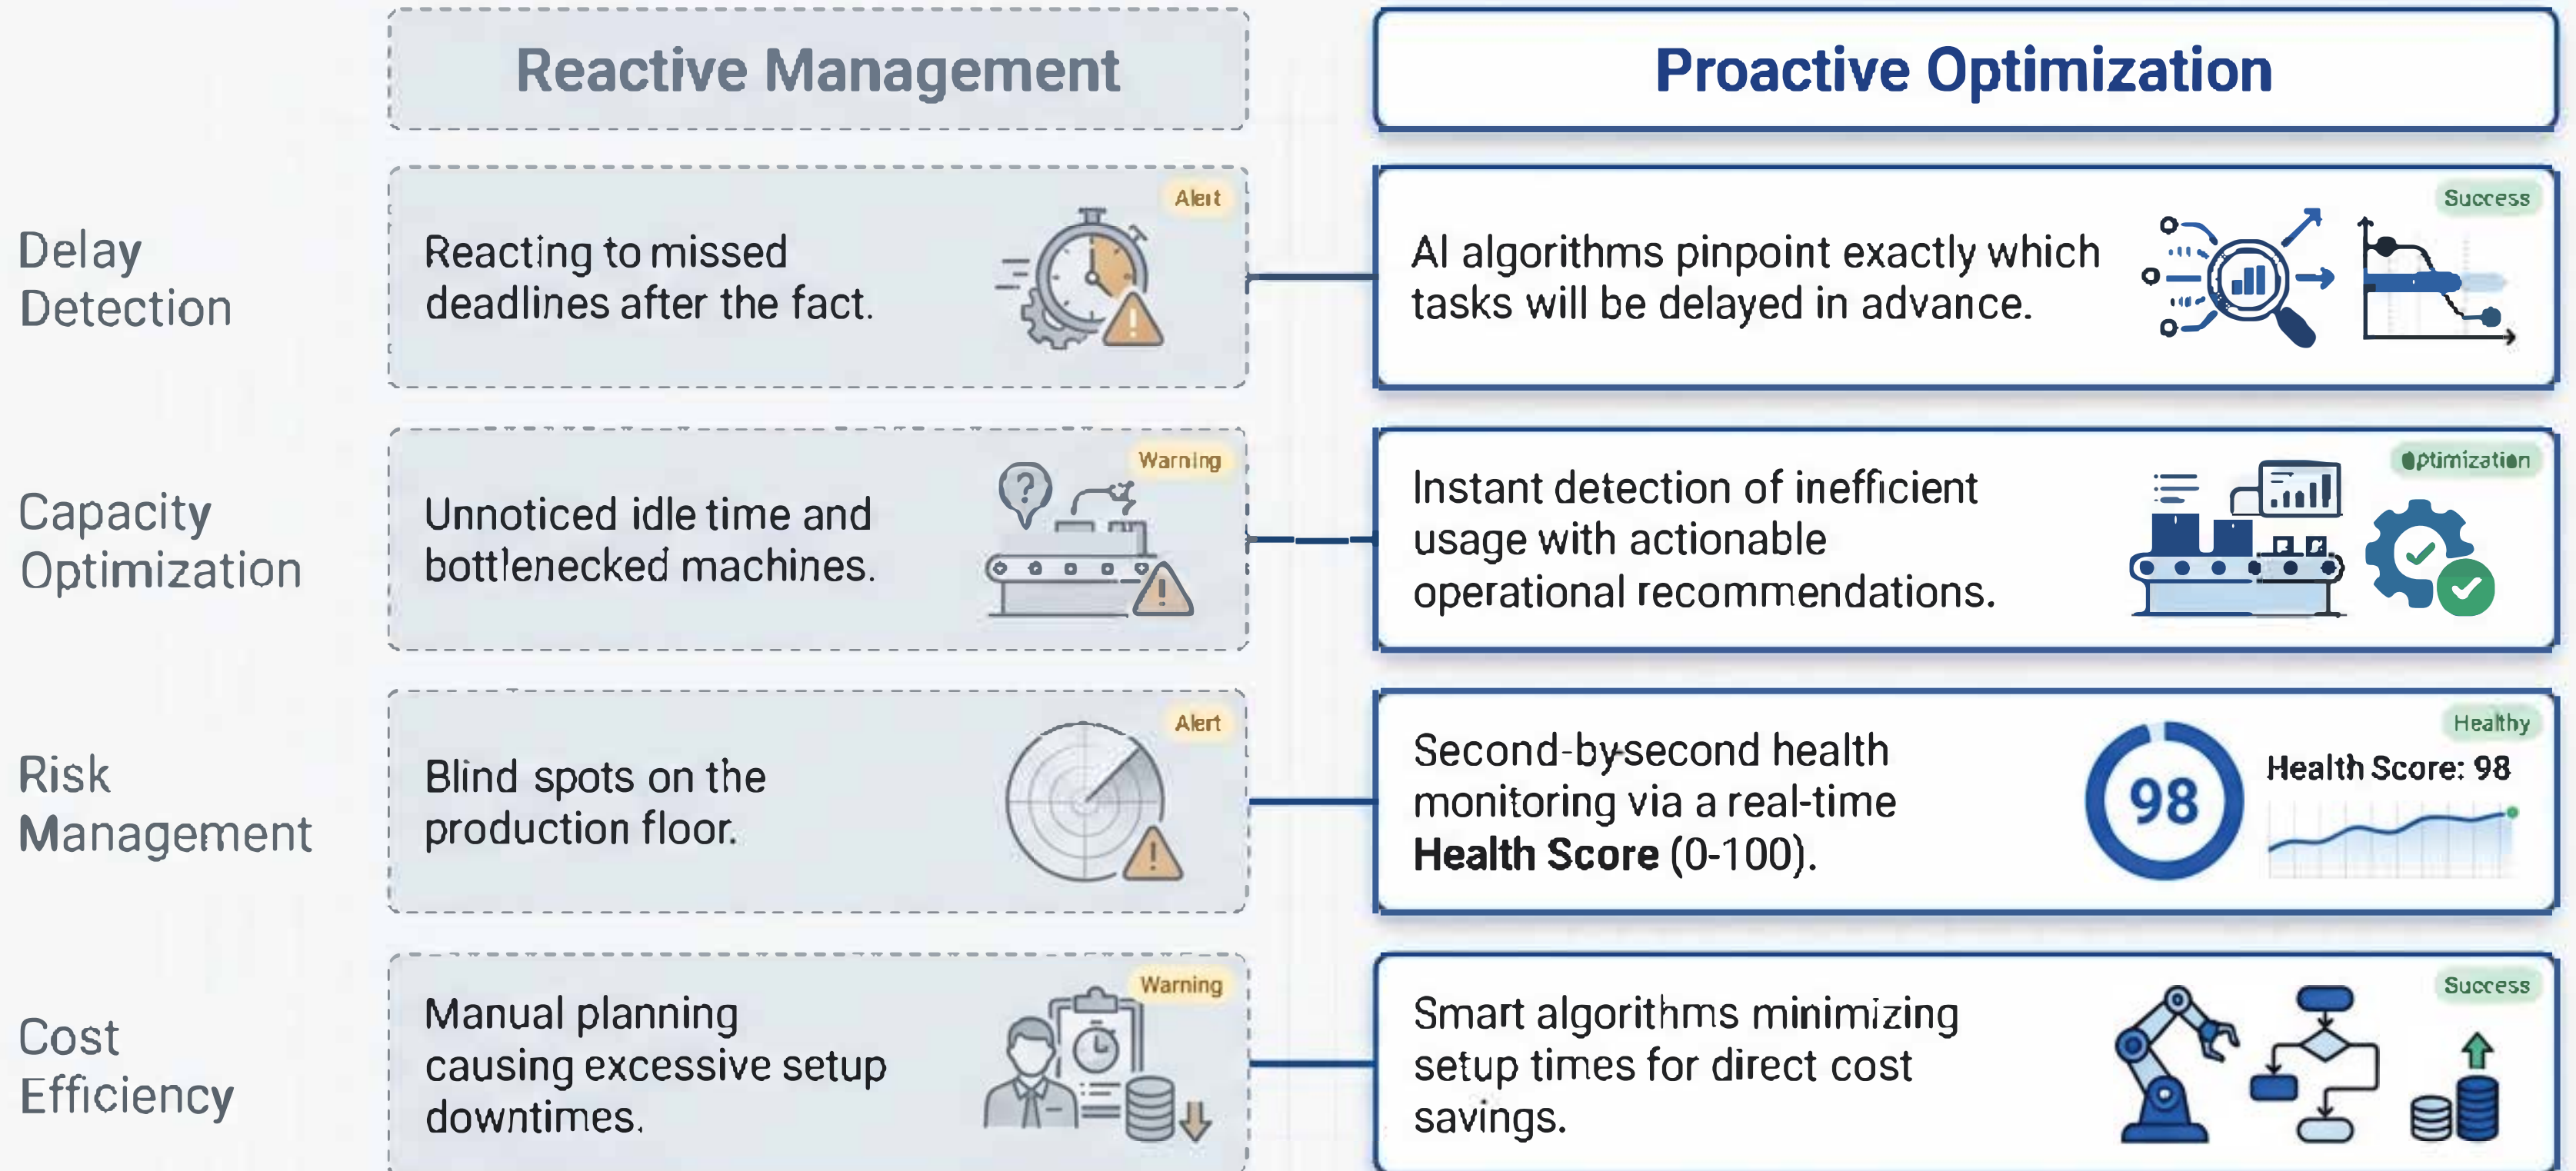 Reactive Management
Proactive Optimization
Delay
Detection
Alert
Reacting to missed
deadlines after the fact.
Success
AI algorithms pinpoint exactly which
tasks will be delayed in advance.
Capacity
Optimization
Warning
?
Unnoticed idle time and
bottlenecked machines.
Optimization
Instant detection of inefficient
usage with actionable
operational recommendations.
Risk
Management
Alert
Blind spots on the
production floor.
Healthy
Second-by-second health
monitoring via a real-time
Health Score (0-100).
98
Health Score: 98
Cost
Efficiency
Warning
Manual planning
causing excessive setup
downtimes.
Success
Smart algorithms minimizing
setup times for direct cost
savings.